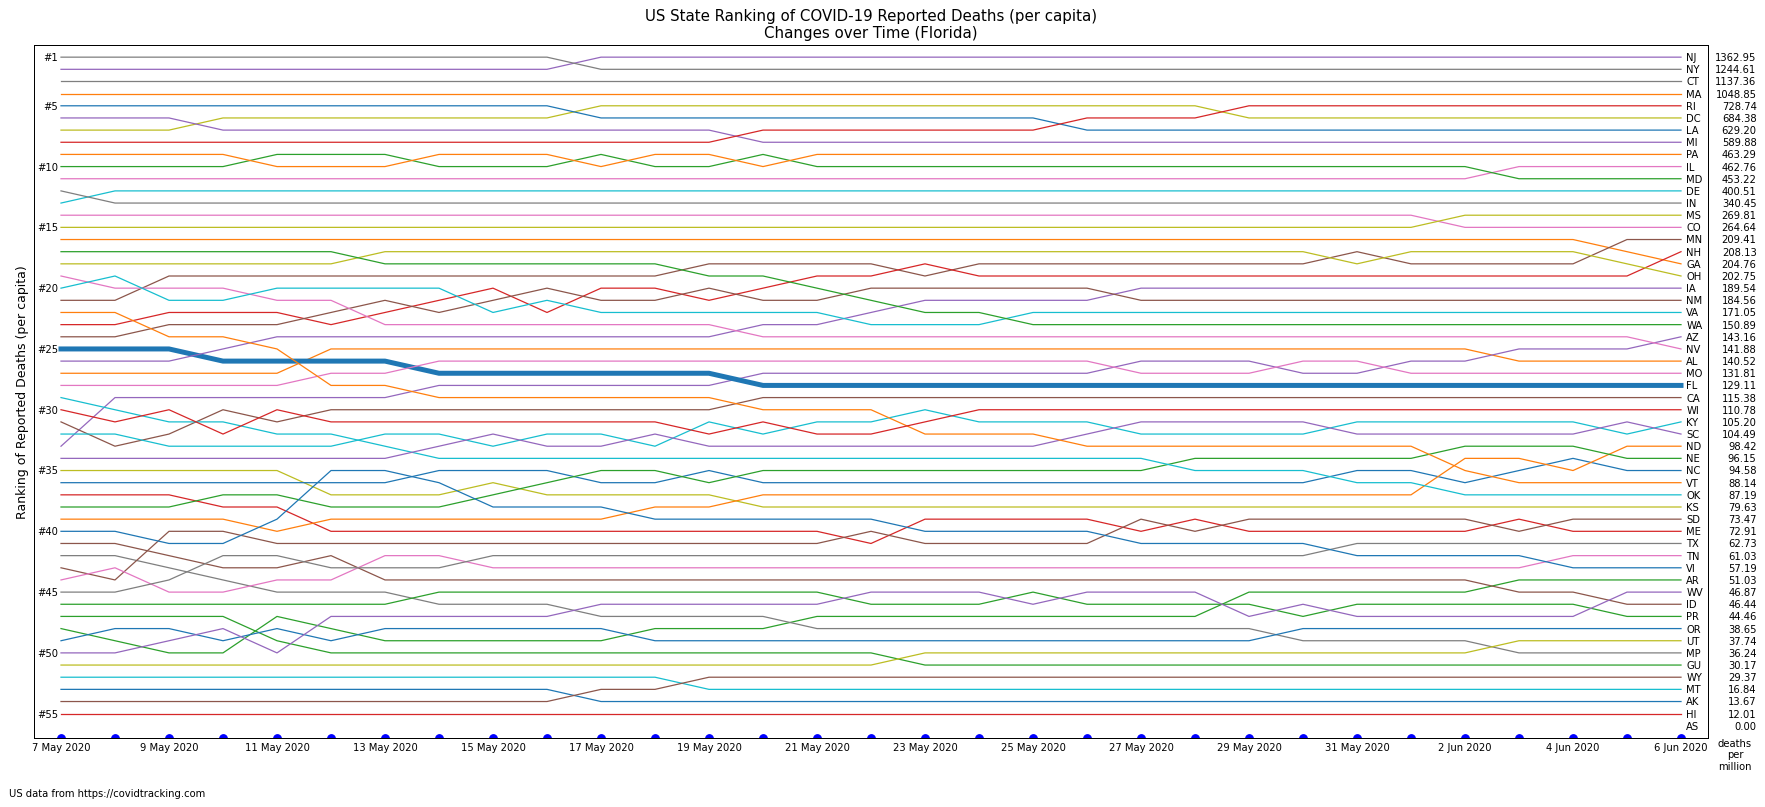 US State Ranking of COVID-19 Reported Deaths (per capita)
Changes over Time (Florida)
Ranking of Reported Deaths (per capita)
#1
#5
#10
#15
#20
#25
#30
#35
#40
#45
#50
#55
NJ 1362.95
NY 1244.61
CT 1137.36
MA 1048.85
RI 728.74
DC 684.38
LA 629.20
MI 589.88
PA 463.29
IL 462.76
MD 453.22
DE 400.51
IN 340.45
MS 269.81
CO 264.64
MN 209.41
NH 208.13
GA 204.76
OH 202.75
IA 189.54
NM 184.56
VA 171.05
WA 150.89
AZ 143.16
NV 141.88
AL 140.52
MO 131.81
FL 129.11
CA 115.38
WI 110.78
KY 105.20
SC 104.49
ND 98.42
NE 96.15
NC 94.58
VT 88.14
OK 87.19
KS 79.63
SD 73.47
ME 72.91
TX 62.73
TN 61.03
VI 57.19
AR 51.03
WV 46.87
ID 46.44
PR 44.46
OR 38.65
UT 37.74
MP 36.24
GU 30.17
WY 29.37
MT 16.84
AK 13.67
HI 12.01
AS 0.00
7 May 2020 9 May 2020 11 May 2020 13 May 2020 15 May 2020 17 May 2020 19 May 2020 21 May 2020 23 May 2020 25 May 2020 27 May 2020 29 May 2020 31 May 2020 2 Jun 2020 4 Jun 2020 6 Jun 2020
deaths
per
million
US data from https://covidtracking.com